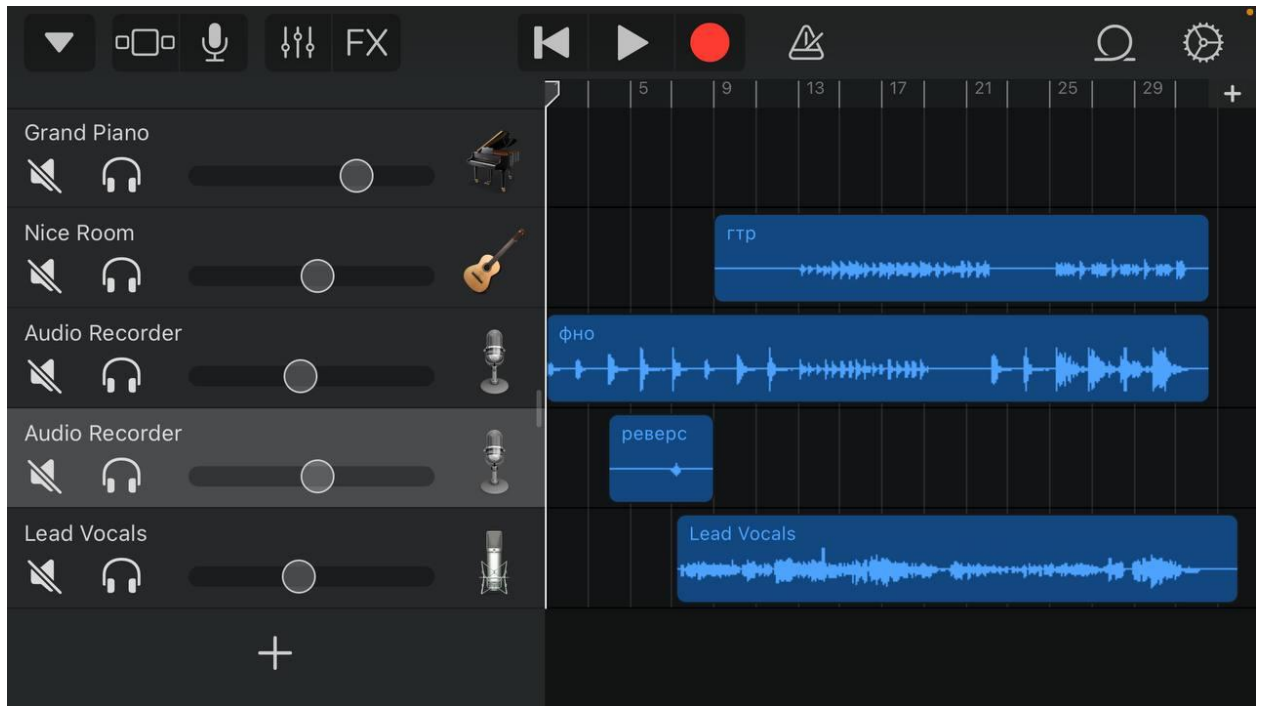 FX
5 9 13 17 21 25 29
Grand Piano
Nice Room
гтр
Audio Recorder
фно
Audio Recorder
реверс
Lead Vocals
Lead Vocals